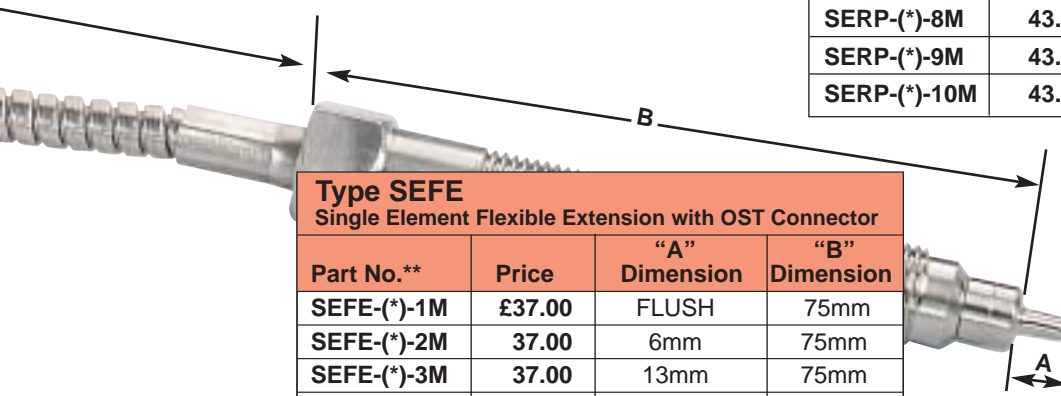 SERP-(*)-8M 43.
SERP-(*)-9M 43.
SERP-(*)-10M 43.
B
Type SEFE
Single Element Flexible Extension with OST Connector
Part No.** Price “A” Dimension “B” Dimension
SEFE-(*)-1M £37.00 FLUSH 75mm
SEFE-(*)-2M 37.00 6mm 75mm
SEFE-(*)-3M 37.00 13mm 75mm
A